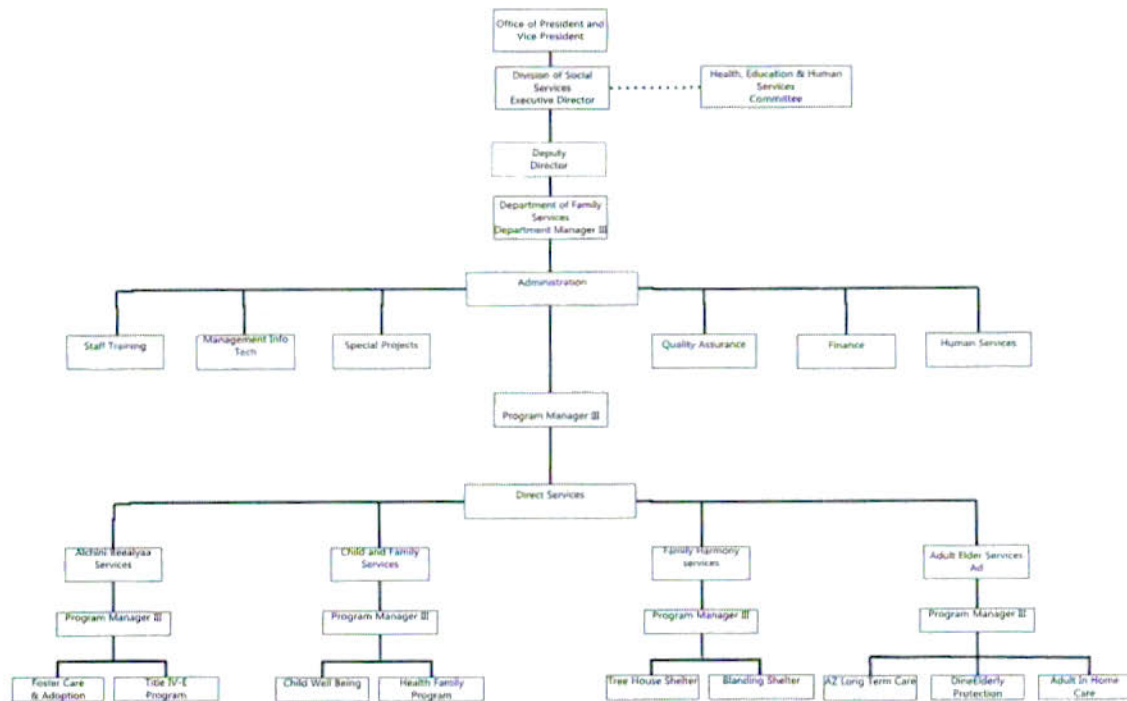 Office of President and
Vice President
Division of Social
Services
Executive Director
Health, Education & Human
Services
Committee
Deputy
Director
Department of Family
Services
Department Manager III
Administration
Staff Training
Management Info
Tech
Special Projects
Quality Assurance
Finance
Human Services
Program Manager III
Direct Services
Alchini
Services
Child and Family
Services
Family Harmony
services
Adult Elder Services
Ad
Program Manager III
Program Manager III
Program Manager III
Program Manager III
Foster Care
& Adoption
Title IV-E
Program
Child Well Being
Health Family
Program
Tree House Shelter
Blanding Shelter
AZ Long Term Care
DineElderly
Protection
Adult In Home
Care